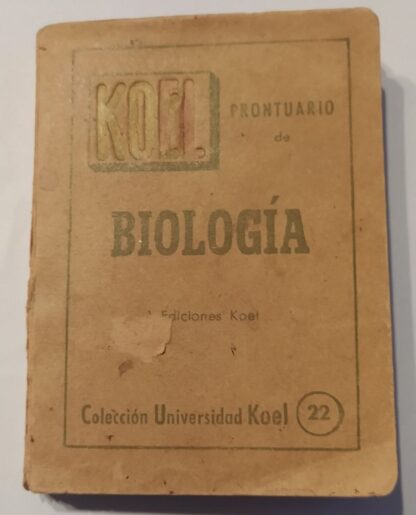 KOEL
PRONTUARIO
de
BIOLOGÍA
Ediciones Koel
Colección Universidad Koel 22